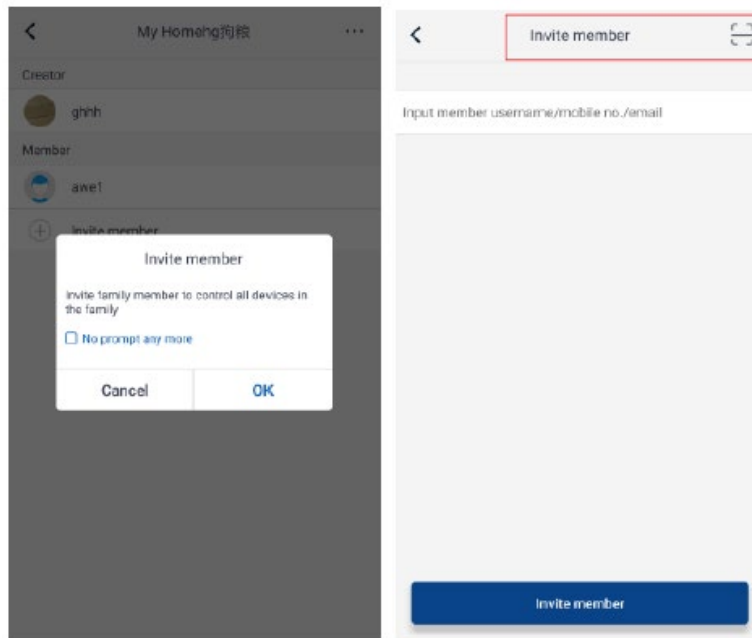 My Homehg狗粮
Creator
ghhh
Member
awe1
Invite member
Invite member
Invite family member to control all devices in
the family
No prompt any more
Cancel
OK
Invite member
Input member username/mobile no./email
Invite member